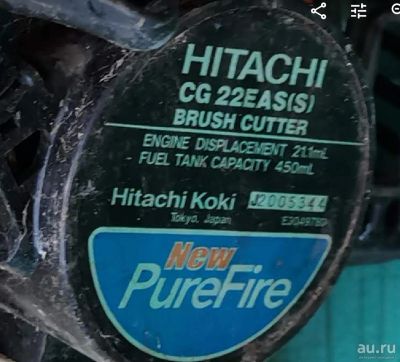 HITACHI
CG 22EAS(S)
BRUSH CUTTER
ENGINE DISPLACEMENT 21.1mL
FUEL TANK CAPACITY 450mL
Hitachi Koki J2005344
Tokyo, Japan
New
PureFire
au.ru